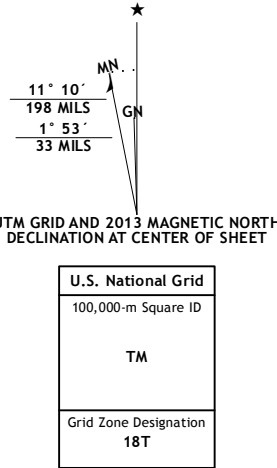 ★
MN
GN
11° 10´
198 MILS
1° 53´
33 MILS
UTM GRID AND 2013 MAGNETIC NORTH
DECLINATION AT CENTER OF SHEET
U.S. National Grid
100,000-m Square ID
TM
Grid Zone Designation
18T